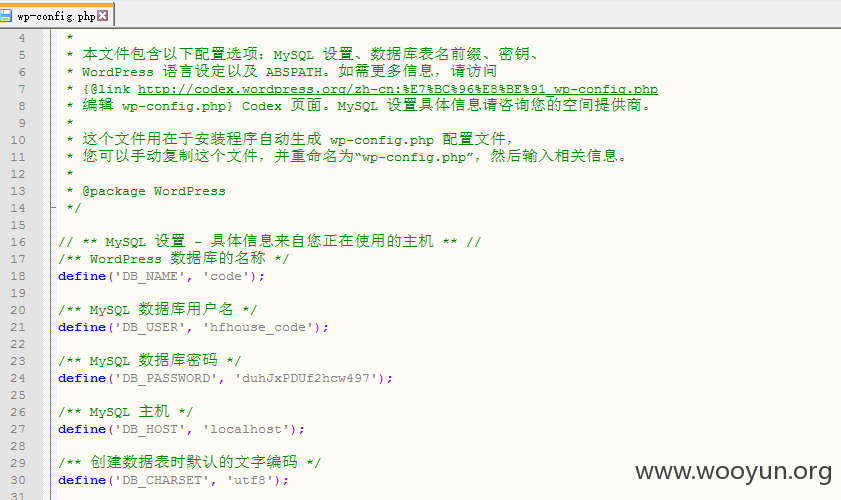 wp-config.php
4 *
5 * 本文件包含以下配置选项：MySQL 设置、数据库表名前缀、密钥、
6 * WordPress 语言设定以及 ABSPATH。如需更多信息，请访问
7 * {@link http://codex.wordpress.org/zh-cn:%E7%BC%96%E8%BE%91_wp-config.php
8 * 编辑 wp-config.php} Codex 页面。MySQL 设置具体信息请咨询您的空间提供商。
9 *
10 * 这个文件用在于安装程序自动生成 wp-config.php 配置文件，
11 * 您可以手动复制这个文件，并重命名为“wp-config.php”，然后输入相关信息。
12 *
13 * @package WordPress
14 */
15
16 // ** MySQL 设置 - 具体信息来自您正在使用的主机 ** //
17 /** WordPress 数据库的名称 */
18 define('DB_NAME', 'code');
19
20 /** MySQL 数据库用户名 */
21 define('DB_USER', 'hfhouse_code');
22
23 /** MySQL 数据库密码 */
24 define('DB_PASSWORD', 'duhJxPDUf2hcw497');
25
26 /** MySQL 主机 */
27 define('DB_HOST', 'localhost');
28
29 /** 创建数据表时默认的文字编码 */
30 define('DB_CHARSET', 'utf8');
31
www.wooyun.org